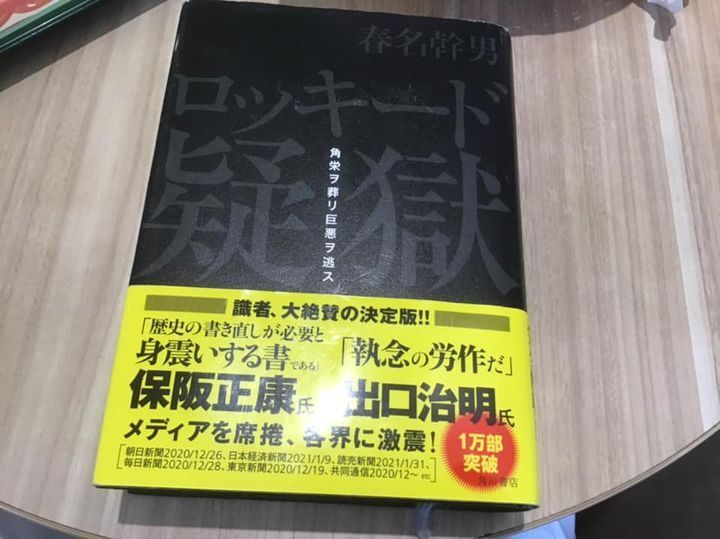 春名幹男
ロッキード
疑獄
角栄ヲ葬リ巨悪ヲ逃ス
識者、大絶賛の決定版!!
「歴史の書き直しが必要と
身震いする書である」
保阪正康氏
「執念の労作だ」
出口治明氏
メディアを席捲、各界に激震!
[朝日新聞2020/12/26、日本経済新聞2021/1/9、読売新聞2021/1/31、
毎日新聞2020/12/28、東京新聞2020/12/19、共同通信2020/12〜 etc]
1万部
突破
角川書店